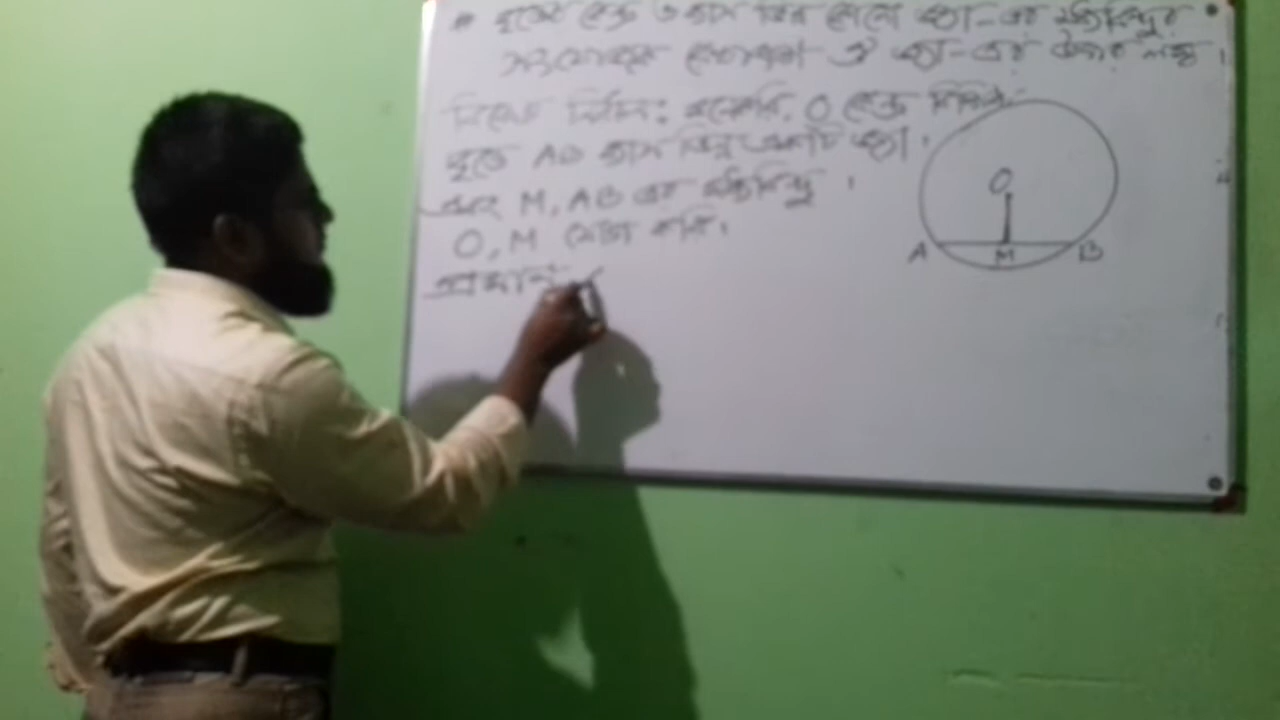 # বৃত্তের কেন্দ্র ও ব্যাস ভিন্ন কোনো জ্যা-এর মধ্যবিন্দুর
সংযোজক রেখাংশ ঐ জ্যা-এর উপর লম্ব।
বিশেষ নির্বচন: মনেকরি, O কেন্দ্র বিশিষ্ট
বৃত্তে AB ব্যাস ভিন্ন একটি জ্যা।
এবং M, AB এর মধ্যবিন্দু।
O, M যোগ করি।
O
A M B